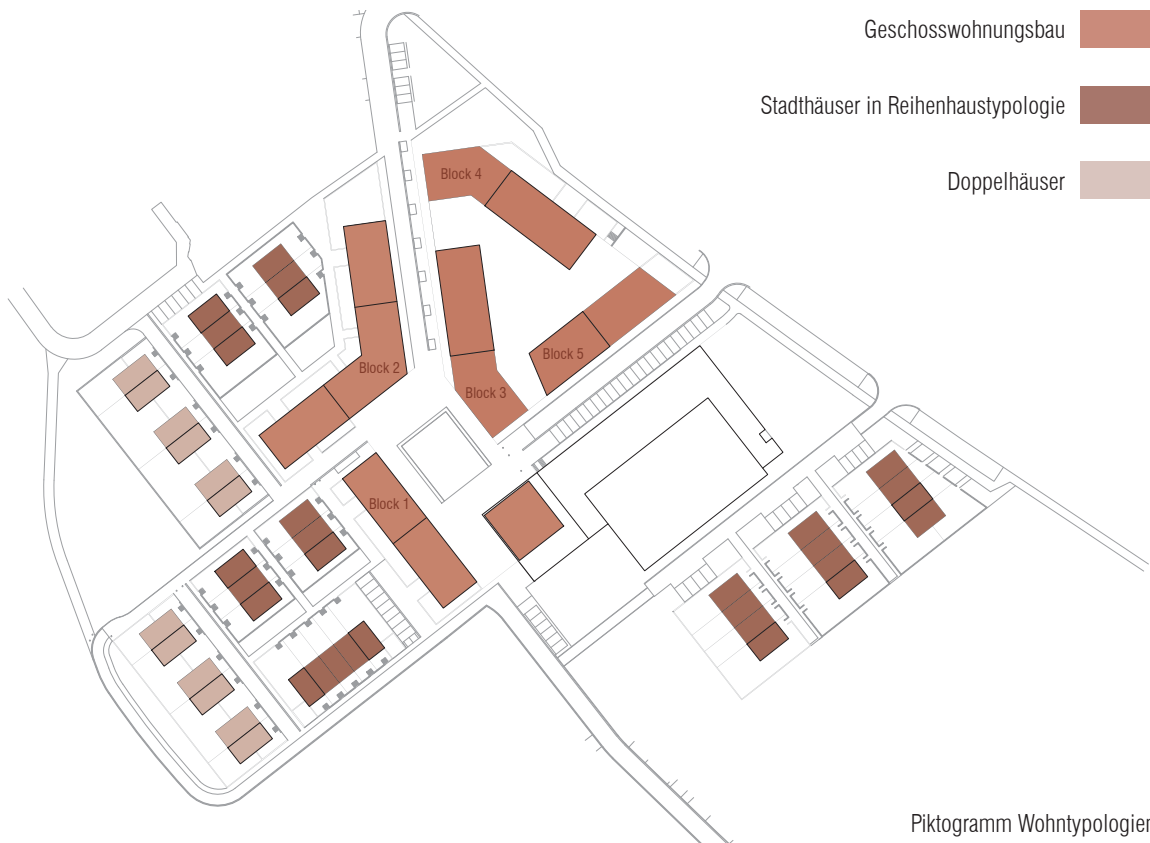 Geschosswohnungsbau
Stadthäuser in Reihenhaustypologie
Doppelhäuser
Block 4
Block 2
Block 5
Block 3
Block 1
Piktogramm Wohntypologien